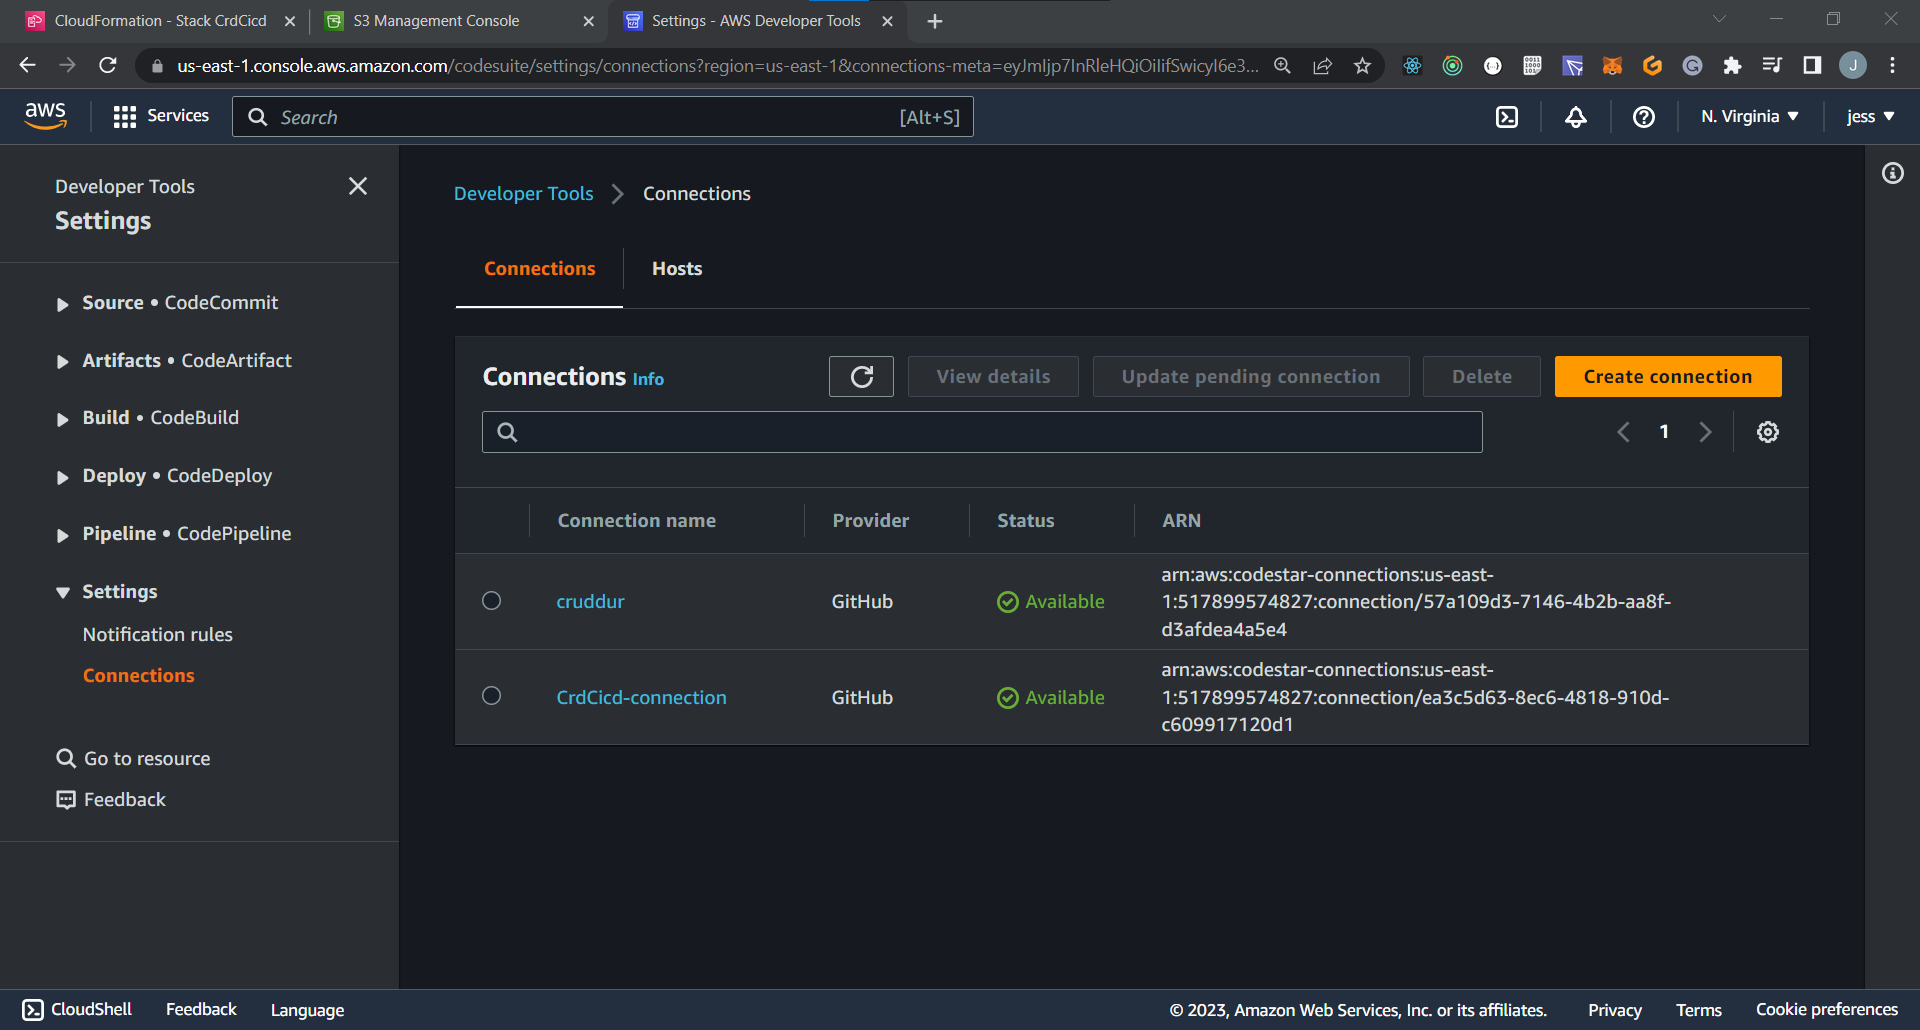 CloudFormation - Stack CrdCicd
S3 Management Console
Settings - AWS Developer Tools
us-east-1.console.aws.amazon.com/codesuite/settings/connections?region=us-east-1&connections-meta=eyJmIjp7InRleHQiOiIifSwicyI6e3...
J
aws
Services
Search
[Alt+S]
N. Virginia
jess
Developer Tools
Settings
Source • CodeCommit
Artifacts • CodeArtifact
Build • CodeBuild
Deploy • CodeDeploy
Pipeline • CodePipeline
Settings
Notification rules
Connections
Go to resource
Feedback
Developer Tools
Connections
Connections
Hosts
Connections Info
View details
Update pending connection
Delete
Create connection
1
Connection name
Provider
Status
ARN
cruddur
GitHub
Available
arn:aws:codestar-connections:us-east-
1:517899574827:connection/57a109d3-7146-4b2b-aa8f-
d3afdea4a5e4
CrdCicd-connection
GitHub
Available
arn:aws:codestar-connections:us-east-
1:517899574827:connection/ea3c5d63-8ec6-4818-910d-
c609917120d1
CloudShell
Feedback
Language
© 2023, Amazon Web Services, Inc. or its affiliates.
Privacy
Terms
Cookie preferences